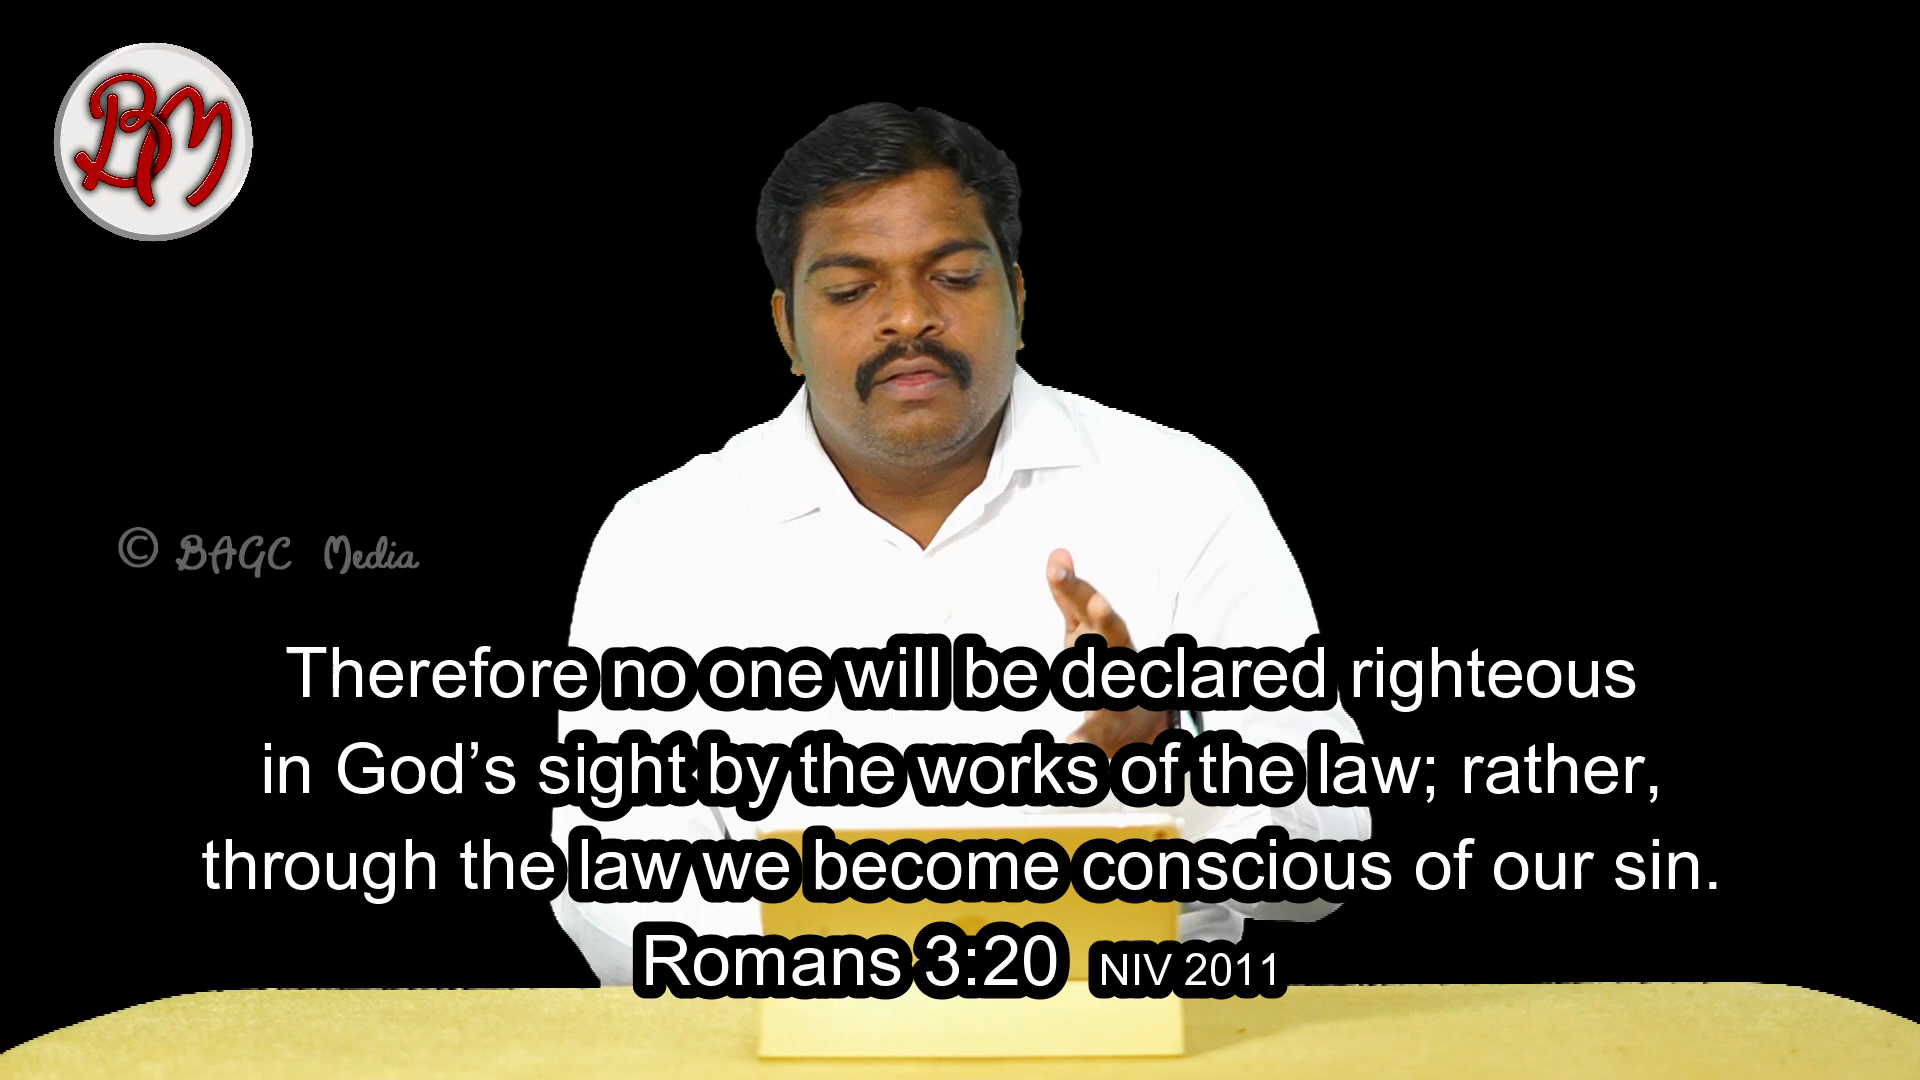 BM
© BAGC Media
Therefore no one will be declared righteous
in God’s sight by the works of the law; rather,
through the law we become conscious of our sin.
Romans 3:20 NIV 2011